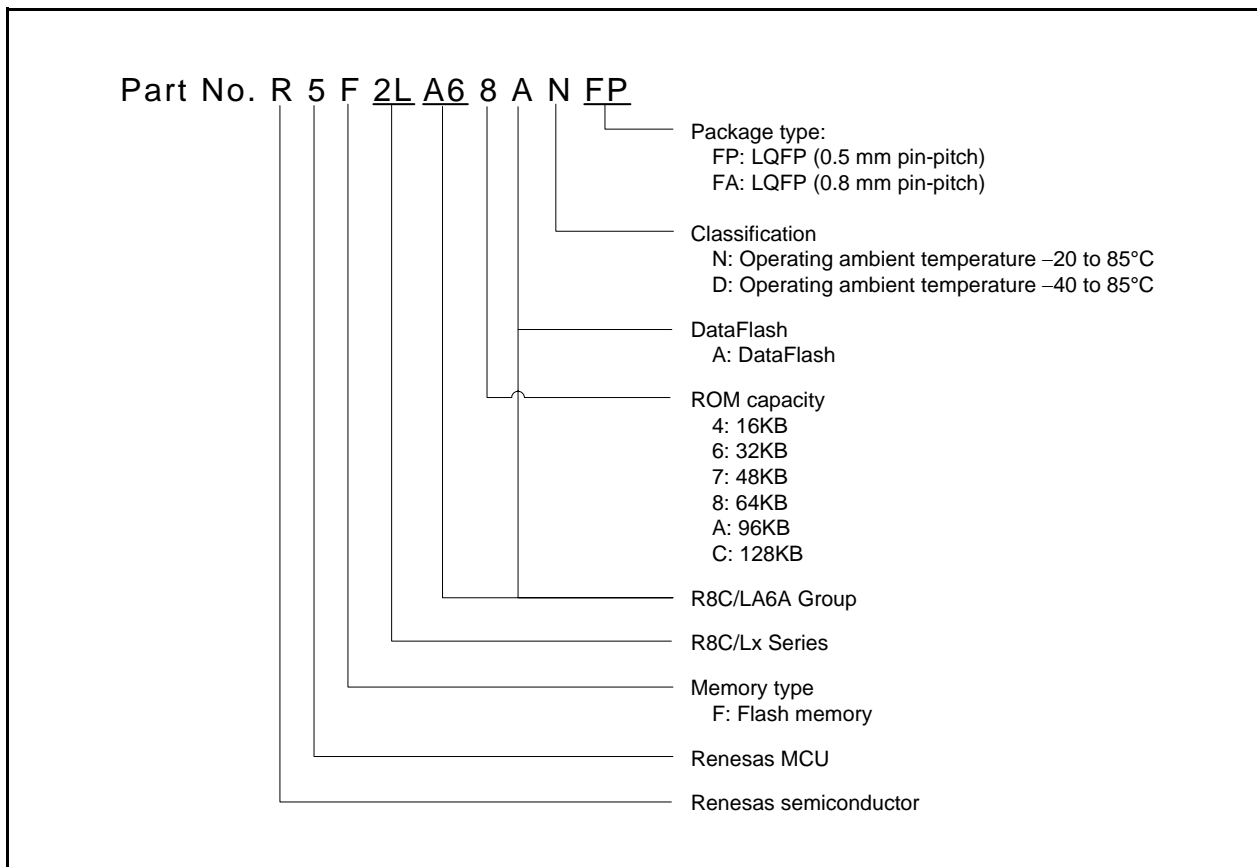 Part No. R 5 F 2L A6 8 A N FP
Package type:
FP: LQFP (0.5 mm pin-pitch)
FA: LQFP (0.8 mm pin-pitch)
Classification
N: Operating ambient temperature −20 to 85°C
D: Operating ambient temperature −40 to 85°C
DataFlash
A: DataFlash
ROM capacity
4: 16KB
6: 32KB
7: 48KB
8: 64KB
A: 96KB
C: 128KB
R8C/LA6A Group
R8C/Lx Series
Memory type
F: Flash memory
Renesas MCU
Renesas semiconductor